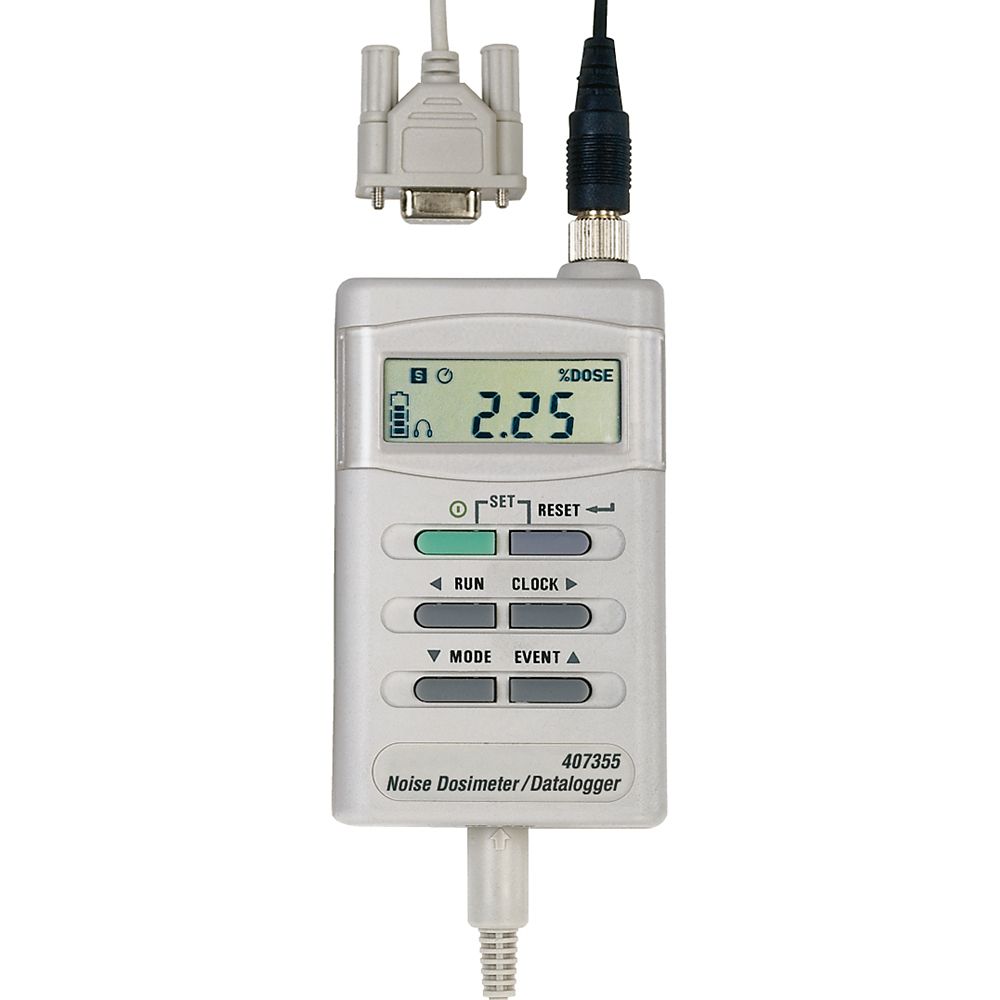 S
%DOSE
2.25
SET
RESET
RUN CLOCK
MODE EVENT
407355
Noise Dosimeter/Datalogger